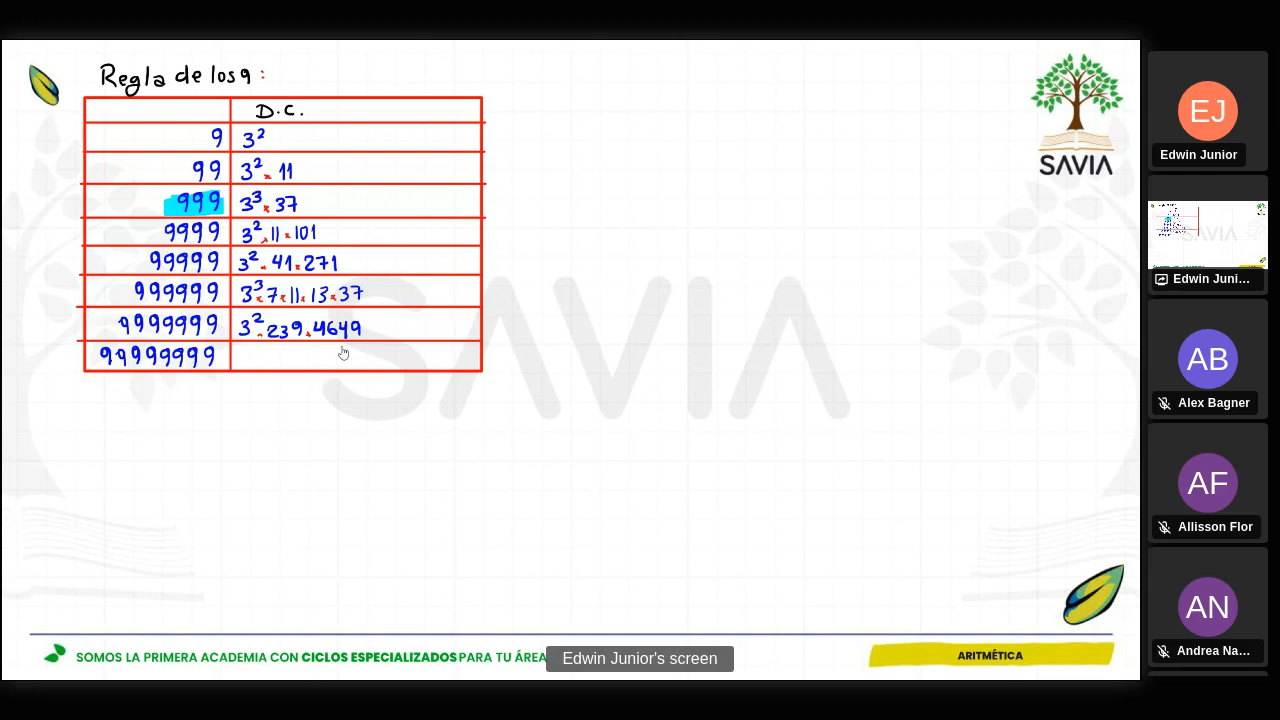 Regla de los 9 :
D.C.
9 3²
99 3² . 11
999 3³ . 37
9999 3² . 11 . 101
99999 3² . 41 . 271
999999 3³ . 7 . 11 . 13 . 37
9999999 3² . 239 . 4649
99999999
SAVIA
SAVIA
SOMOS LA PRIMERA ACADEMIA CON CICLOS ESPECIALIZADOS PARA TU ÁREA
Edwin Junior's screen
ARITMÉTICA
EJ
Edwin Junior
Edwin Juni...
AB
Alex Bagner
AF
Allisson Flor
AN
Andrea Na...